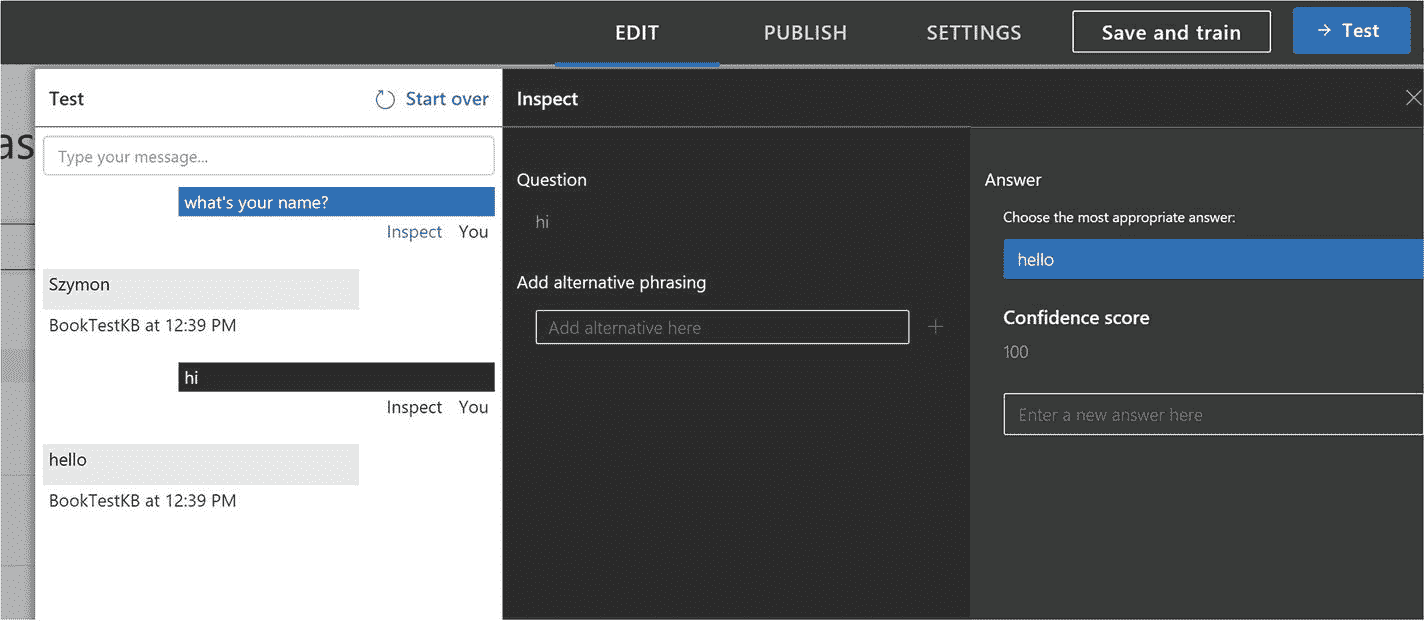 EDIT PUBLISH SETTINGS Save and train → Test
as
Test Start over
Type your message...
what's your name?
Inspect You
Szymon
BookTestKB at 12:39 PM
hi
Inspect You
hello
BookTestKB at 12:39 PM
Inspect
Question
hi
Add alternative phrasing
Add alternative here
Answer
Choose the most appropriate answer:
hello
Confidence score
100
Enter a new answer here